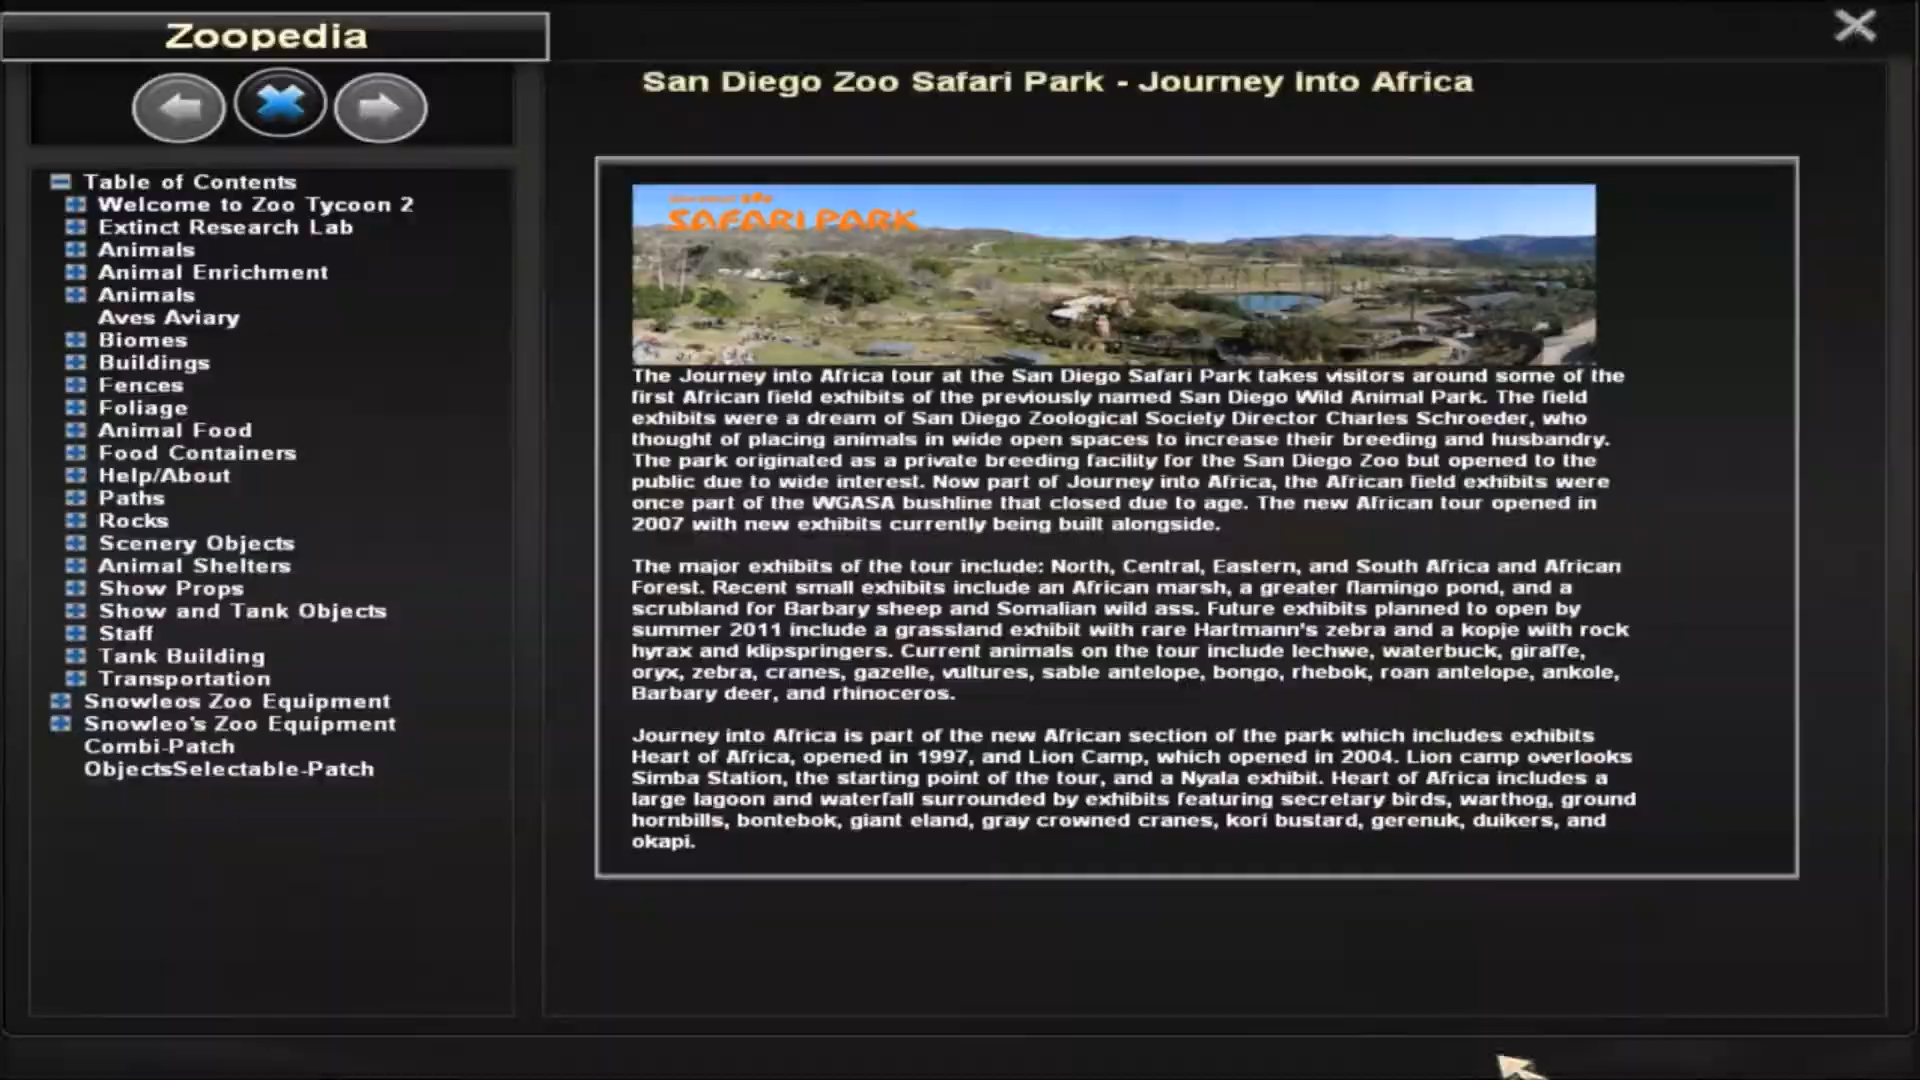 Zoopedia
San Diego Zoo Safari Park - Journey Into Africa
Table of Contents
Welcome to Zoo Tycoon 2
Extinct Research Lab
Animals
Animal Enrichment
Animals
Aves Aviary
Biomes
Buildings
Fences
Foliage
Animal Food
Food Containers
Help/About
Paths
Rocks
Scenery Objects
Animal Shelters
Show Props
Show and Tank Objects
Staff
Tank Building
Transportation
Snowleos Zoo Equipment
Snowleo's Zoo Equipment
Combi-Patch
ObjectsSelectable-Patch
SAFARI PARK
The Journey into Africa tour at the San Diego Safari Park takes visitors around some of the
first African field exhibits of the previously named San Diego Wild Animal Park. The field
exhibits were a dream of San Diego Zoological Society Director Charles Schroeder, who
thought of placing animals in wide open spaces to increase their breeding and husbandry.
The park originated as a private breeding facility for the San Diego Zoo but opened to the
public due to wide interest. Now part of Journey into Africa, the African field exhibits were
once part of the WGASA bushline that closed due to age. The new African tour opened in
2007 with new exhibits currently being built alongside.
The major exhibits of the tour include: North, Central, Eastern, and South Africa and African
Forest. Recent small exhibits include an African marsh, a greater flamingo pond, and a
scrubland for Barbary sheep and Somalian wild ass. Future exhibits planned to open by
summer 2011 include a grassland exhibit with rare Hartmann's zebra and a kopje with rock
hyrax and klipspringers. Current animals on the tour include lechwe, waterbuck, giraffe,
oryx, zebra, cranes, gazelle, vultures, sable antelope, bongo, rhebok, roan antelope, ankole,
Barbary deer, and rhinoceros.
Journey into Africa is part of the new African section of the park which includes exhibits
Heart of Africa, opened in 1997, and Lion Camp, which opened in 2004. Lion camp overlooks
Simba Station, the starting point of the tour, and a Nyala exhibit. Heart of Africa includes a
large lagoon and waterfall surrounded by exhibits featuring secretary birds, warthog, ground
hornbills, bontebok, giant eland, gray crowned cranes, kori bustard, gerenuk, duikers, and
okapi.